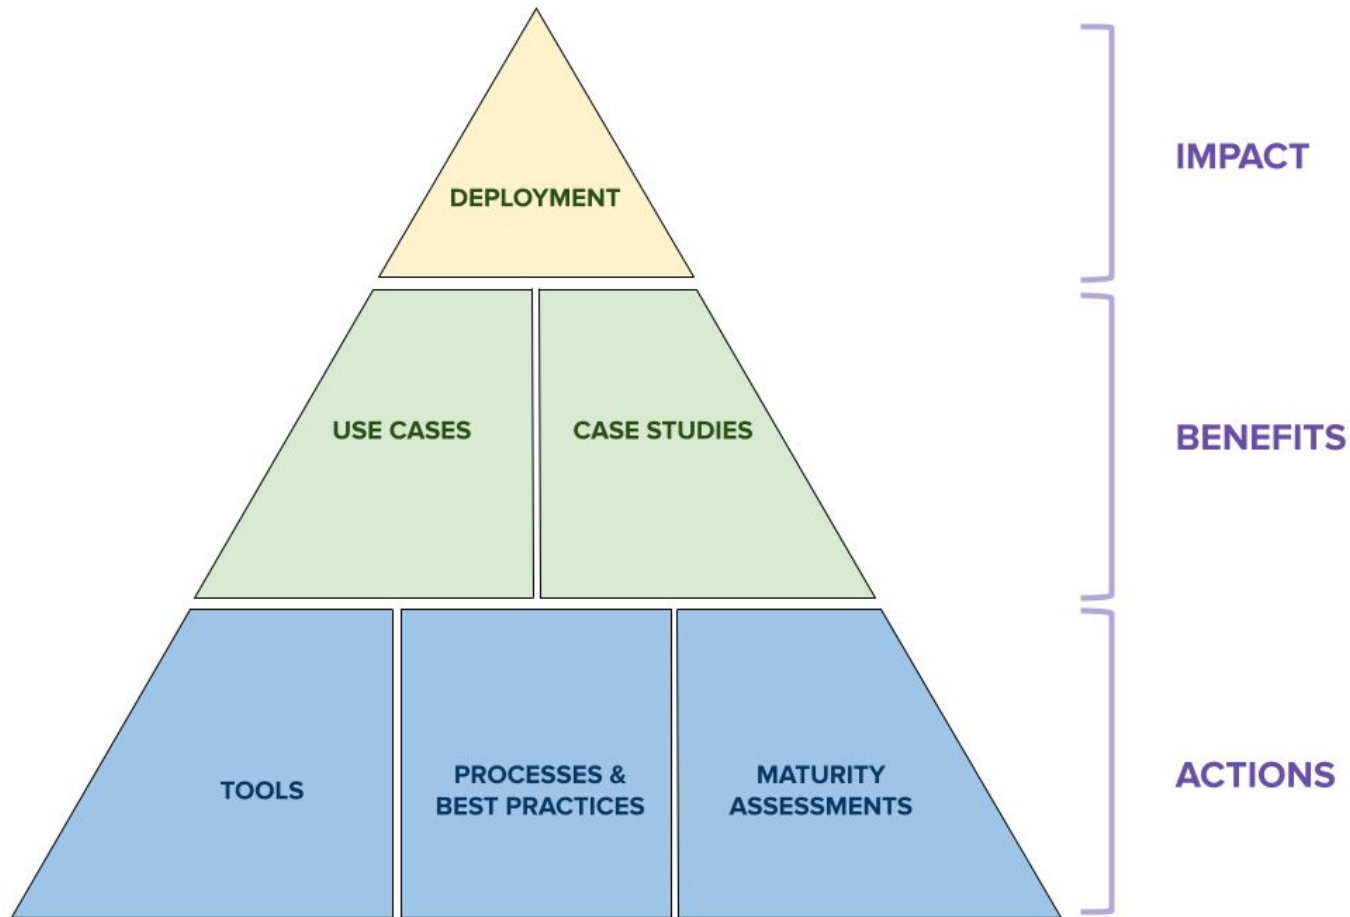 DEPLOYMENT
IMPACT
USE CASES
CASE STUDIES
BENEFITS
TOOLS
PROCESSES &
BEST PRACTICES
MATURITY
ASSESSMENTS
ACTIONS